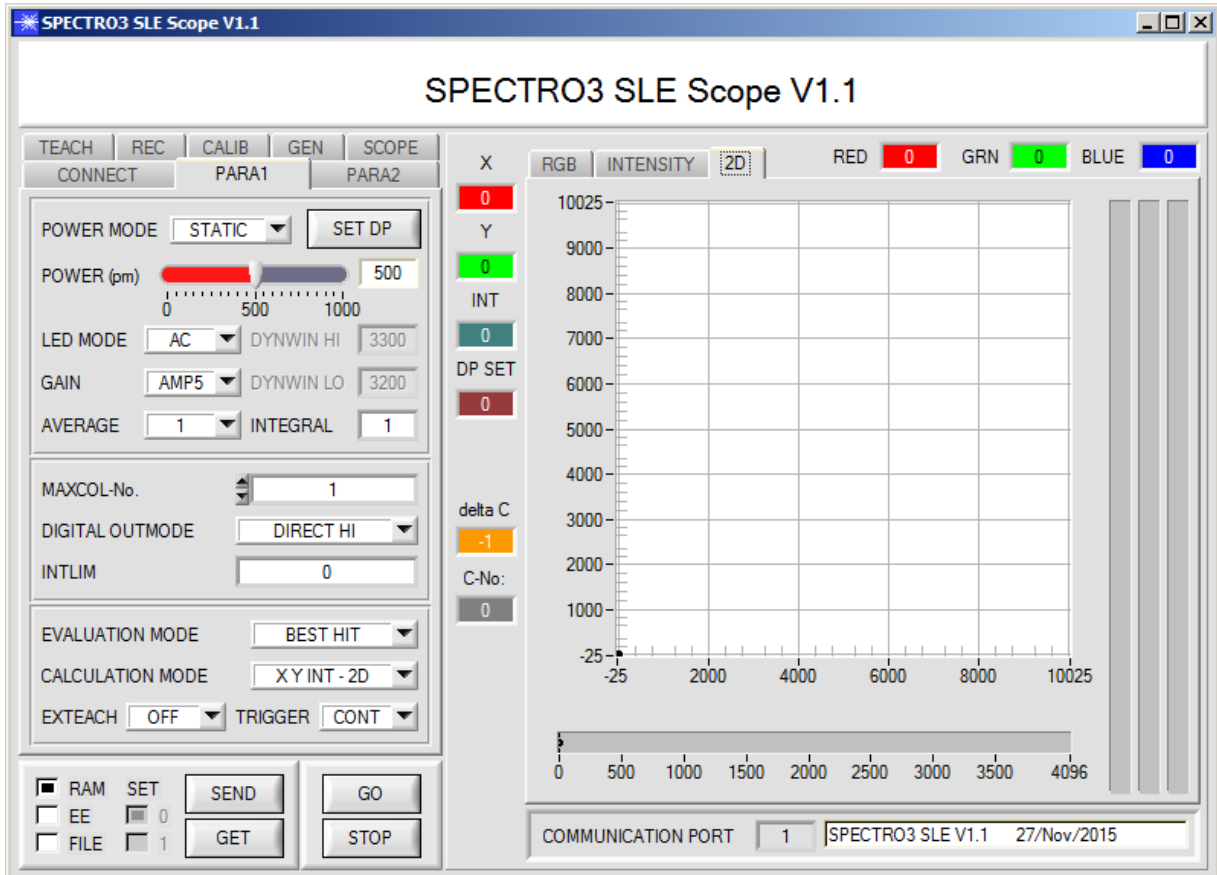 SPECTRO3 SLE Scope V1.1
SPECTRO3 SLE Scope V1.1
TEACH REC CALIB GEN SCOPE
CONNECT PARA1 PARA2
POWER MODE STATIC SET DP
POWER (pm) 500
0 500 1000
LED MODE AC DYNWIN HI 3300
GAIN AMP5 DYNWIN LO 3200
AVERAGE 1 INTEGRAL 1
MAXCOL-No. 1
DIGITAL OUTMODE DIRECT HI
INTLIM 0
EVALUATION MODE BEST HIT
CALCULATION MODE X Y INT - 2D
EXTEACH OFF TRIGGER CONT
RAM SET SEND GO
EE 0
FILE 1 GET STOP
X
0
Y
0
INT
0
DP SET
0
delta C
-1
C-No:
0
RGB INTENSITY 2D RED 0 GRN 0 BLUE 0
10025
9000
8000
7000
6000
5000
4000
3000
2000
1000
-25
-25 2000 4000 6000 8000 10025
0 500 1000 1500 2000 2500 3000 3500 4096
COMMUNICATION PORT 1 SPECTRO3 SLE V1.1 27/Nov/2015